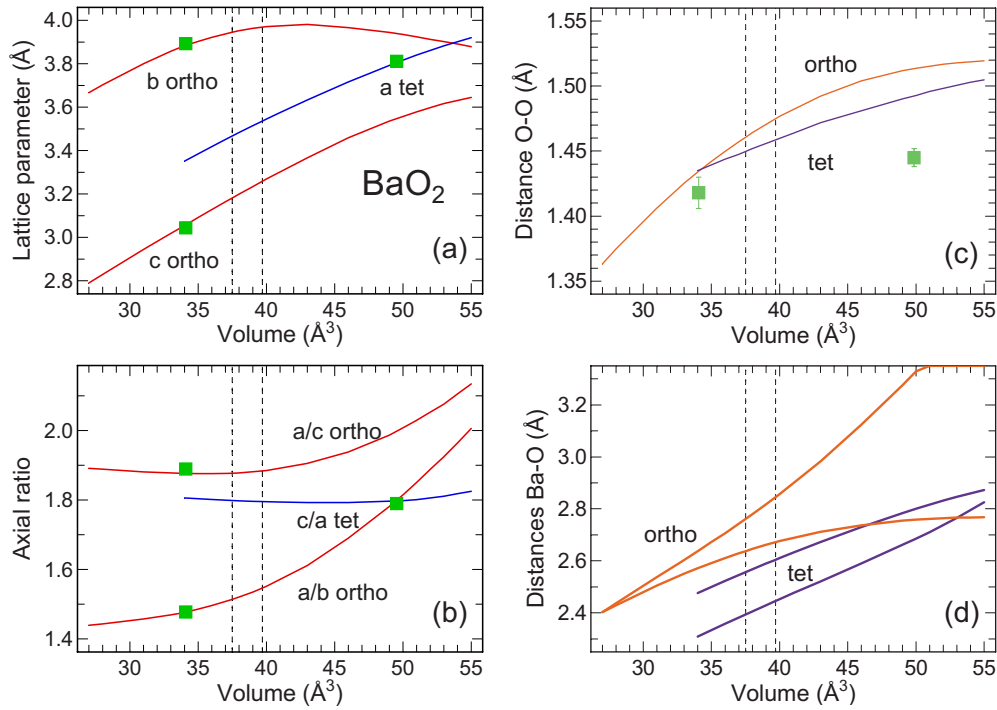 4.0
3.8
3.6
3.4
3.2
3.0
2.8
30 35 40 45 50 55
Volume (Å³)
Lattice parameter (Å)
b ortho
a tet
BaO₂
c ortho
(a)
1.55
1.50
1.45
1.40
1.35
30 35 40 45 50 55
Volume (Å³)
Distance O-O (Å)
ortho
tet
(c)
2.0
1.8
1.6
1.4
30 35 40 45 50 55
Volume (Å³)
Axial ratio
a/c ortho
c/a tet
a/b ortho
(b)
3.2
3.0
2.8
2.6
2.4
30 35 40 45 50 55
Volume (Å³)
Distances Ba-O (Å)
ortho
tet
(d)